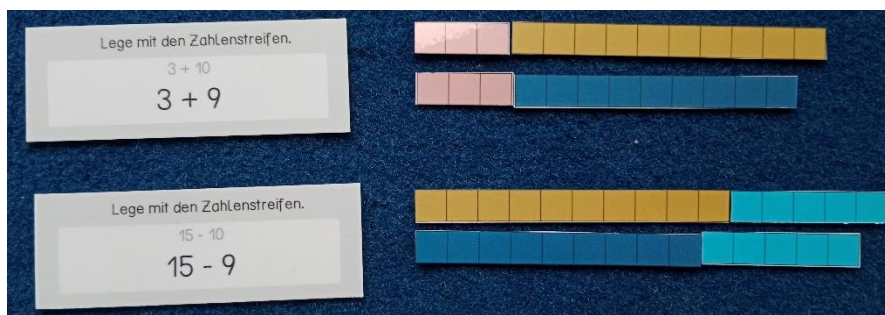 Lege mit den Zahlenstreifen.
3 + 10
3 + 9
Lege mit den Zahlenstreifen.
15 - 10
15 - 9